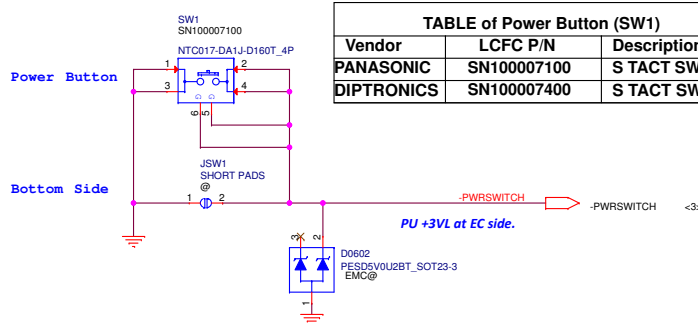 SW1
SN100007100
NTC017-DA1J-D160T_4P
TABLE of Power Button (SW1)
Vendor LCFC P/N Description
PANASONIC SN100007100 S TACT SW
DIPTRONICS SN100007400 S TACT SW
Power Button
1 2
3 4
G G
6 5
JSW1
SHORT PADS
@
Bottom Side
1 2
-PWRSWITCH
-PWRSWITCH <3
PU +3VL at EC side.
3 2
D0602
PESD5V0U2BT_SOT23-3
EMC@
1